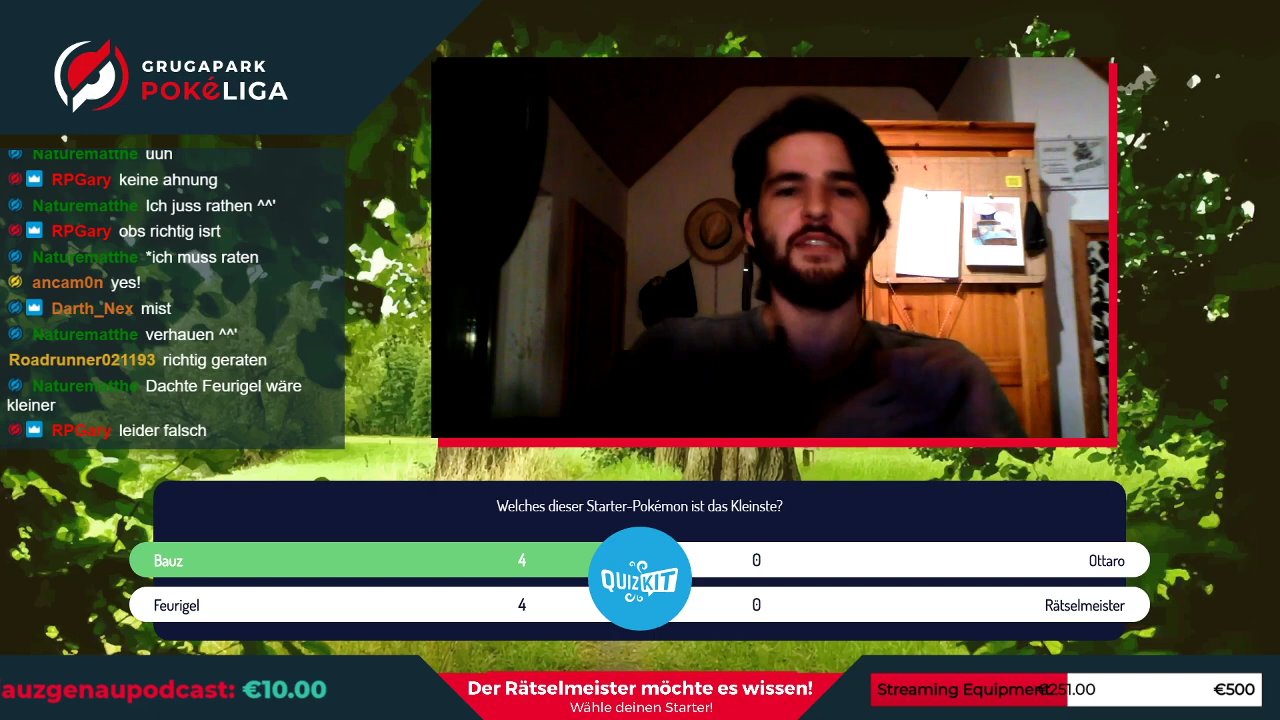 GRUGAPARK
POKéLIGA
Naturematthe uuh
RPGary keine ahnung
Naturematthe Ich juss rathen ^^'
RPGary obs richtig isrt
Naturematthe *ich muss raten
ancam0n yes!
Darth_Nex mist
Naturematthe verhauen ^^'
Roadrunner021193 richtig geraten
Naturematthe Dachte Feurigel wäre
kleiner
RPGary leider falsch
Welches dieser Starter-Pokémon ist das Kleinste?
Bauz 4 0 Ottaro
QUIZKIT
Feurigel 4 0 Rätselmeister
auzgenaupodcast: €10.00
Der Rätselmeister möchte es wissen!
Wähle deinen Starter!
Streaming Equipment €251.00 €500